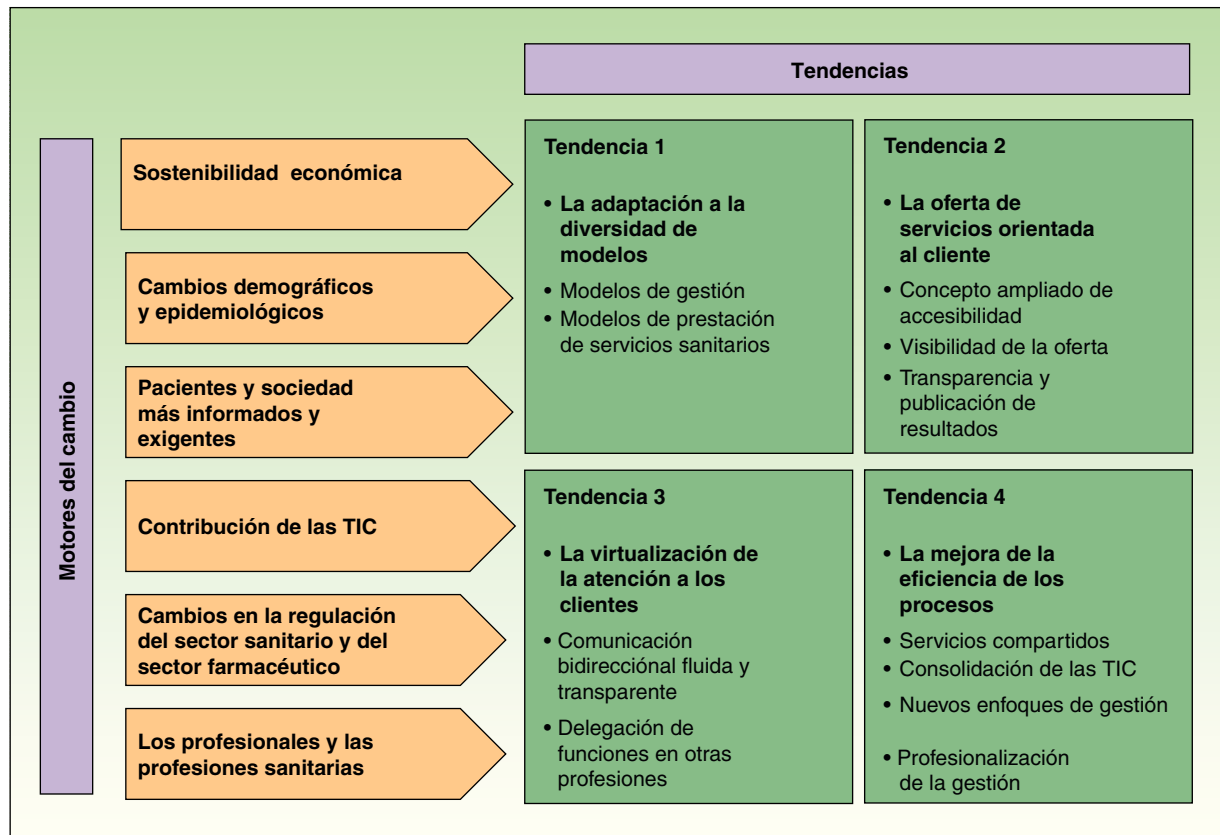 Tendencias
Motores del cambio
Sostenibilidad económica
Cambios demográficos
y epidemiológicos
Pacientes y sociedad
más informados y
exigentes
Contribución de las TIC
Cambios en la regulación
del sector sanitario y del
sector farmacéutico
Los profesionales y las
profesiones sanitarias
Tendencia 1
• La adaptación a la
diversidad de
modelos
• Modelos de gestión
• Modelos de prestación
de servicios sanitarios
Tendencia 2
• La oferta de
servicios orientada
al cliente
• Concepto ampliado de
accesibilidad
• Visibilidad de la oferta
• Transparencia y
publicación de
resultados
Tendencia 3
• La virtualización de
la atención a los
clientes
• Comunicación
bidirecciónal fluida y
transparente
• Delegación de
funciones en otras
profesiones
Tendencia 4
• La mejora de la
eficiencia de los
procesos
• Servicios compartidos
• Consolidación de las TIC
• Nuevos enfoques de gestión
• Profesionalización
de la gestión